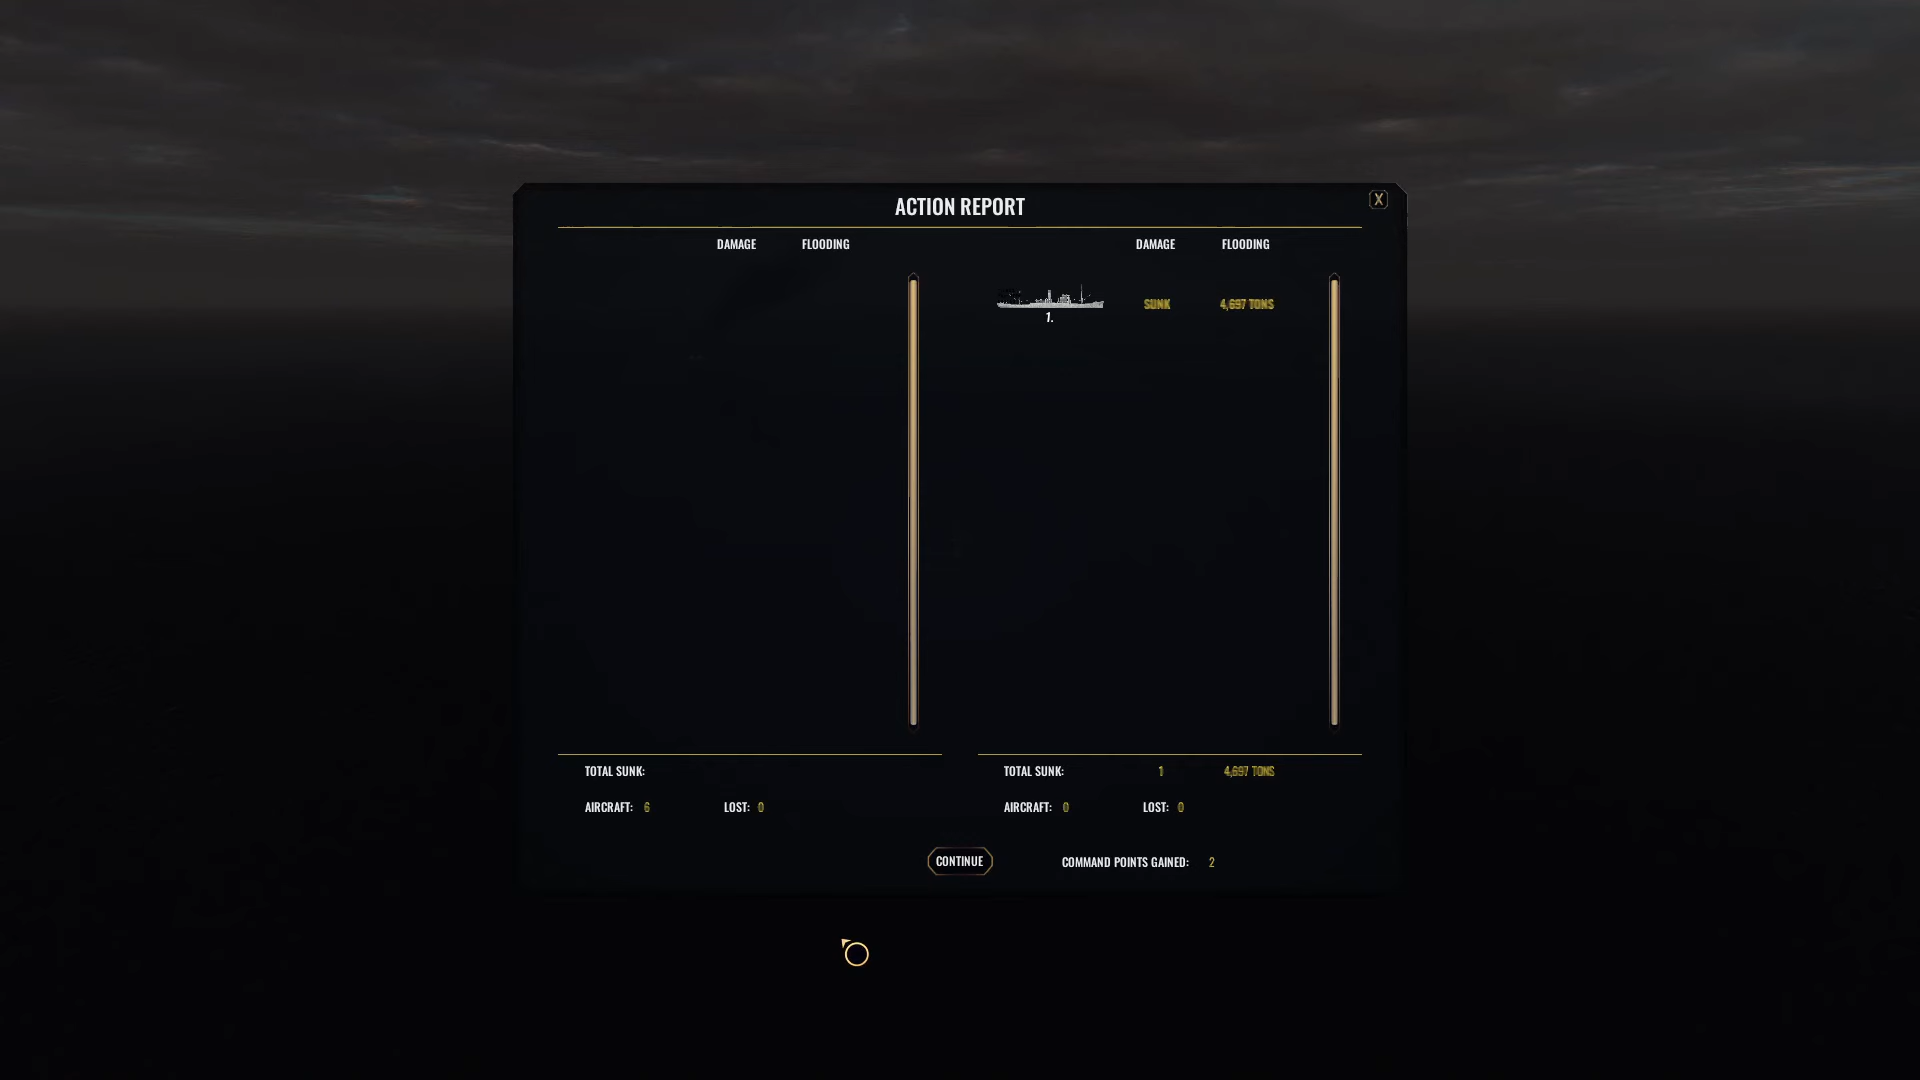 ACTION REPORT
X
DAMAGE FLOODING
DAMAGE FLOODING
SUNK 4,697 TONS
1.
TOTAL SUNK:
AIRCRAFT: 6 LOST: 0
TOTAL SUNK: 1 4,697 TONS
AIRCRAFT: 0 LOST: 0
CONTINUE
COMMAND POINTS GAINED: 2